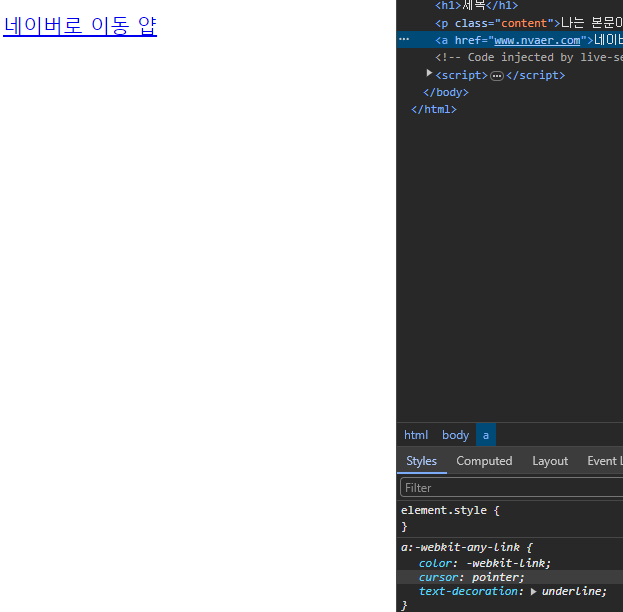 네이버로 이동 얍
<h1>제목</h1>
<p class="content">나는 본문이
··· <a href="www.nvaer.com">네이버
<!-- Code injected by live-se
▶<script>…</script>
</body>
</html>
html body a
Styles Computed Layout Event L
Filter
element.style {
}
a:-webkit-any-link {
color: -webkit-link;
cursor: pointer;
text-decoration: ▶ underline;
}